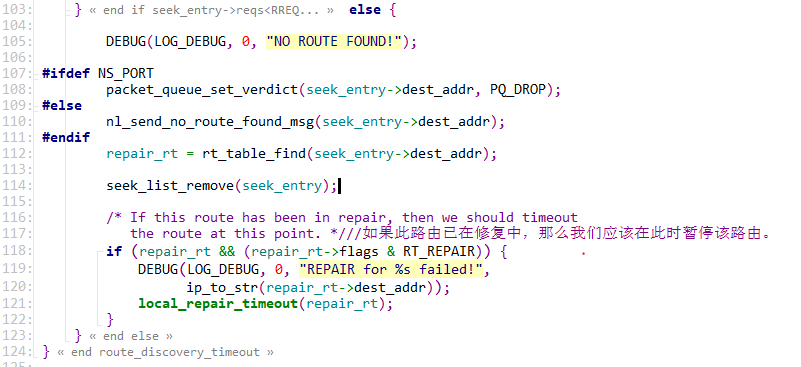 103: } « end if seek_entry->reqs<RREQ... » else {
104:
105: DEBUG(LOG_DEBUG, 0, "NO ROUTE FOUND!");
106:
107: #ifdef NS_PORT
108: packet_queue_set_verdict(seek_entry->dest_addr, PQ_DROP);
109: #else
110: nl_send_no_route_found_msg(seek_entry->dest_addr);
111: #endif
112: repair_rt = rt_table_find(seek_entry->dest_addr);
113:
114: seek_list_remove(seek_entry);
115:
116: /* If this route has been in repair, then we should timeout
117: the route at this point. *///如果此路由已在修复中，那么我们应该在此时暂停该路由。
118: if (repair_rt && (repair_rt->flags & RT_REPAIR)) {
119: DEBUG(LOG_DEBUG, 0, "REPAIR for %s failed!",
120: ip_to_str(repair_rt->dest_addr));
121: local_repair_timeout(repair_rt);
122: }
123: } « end else »
124: } « end route_discovery_timeout »